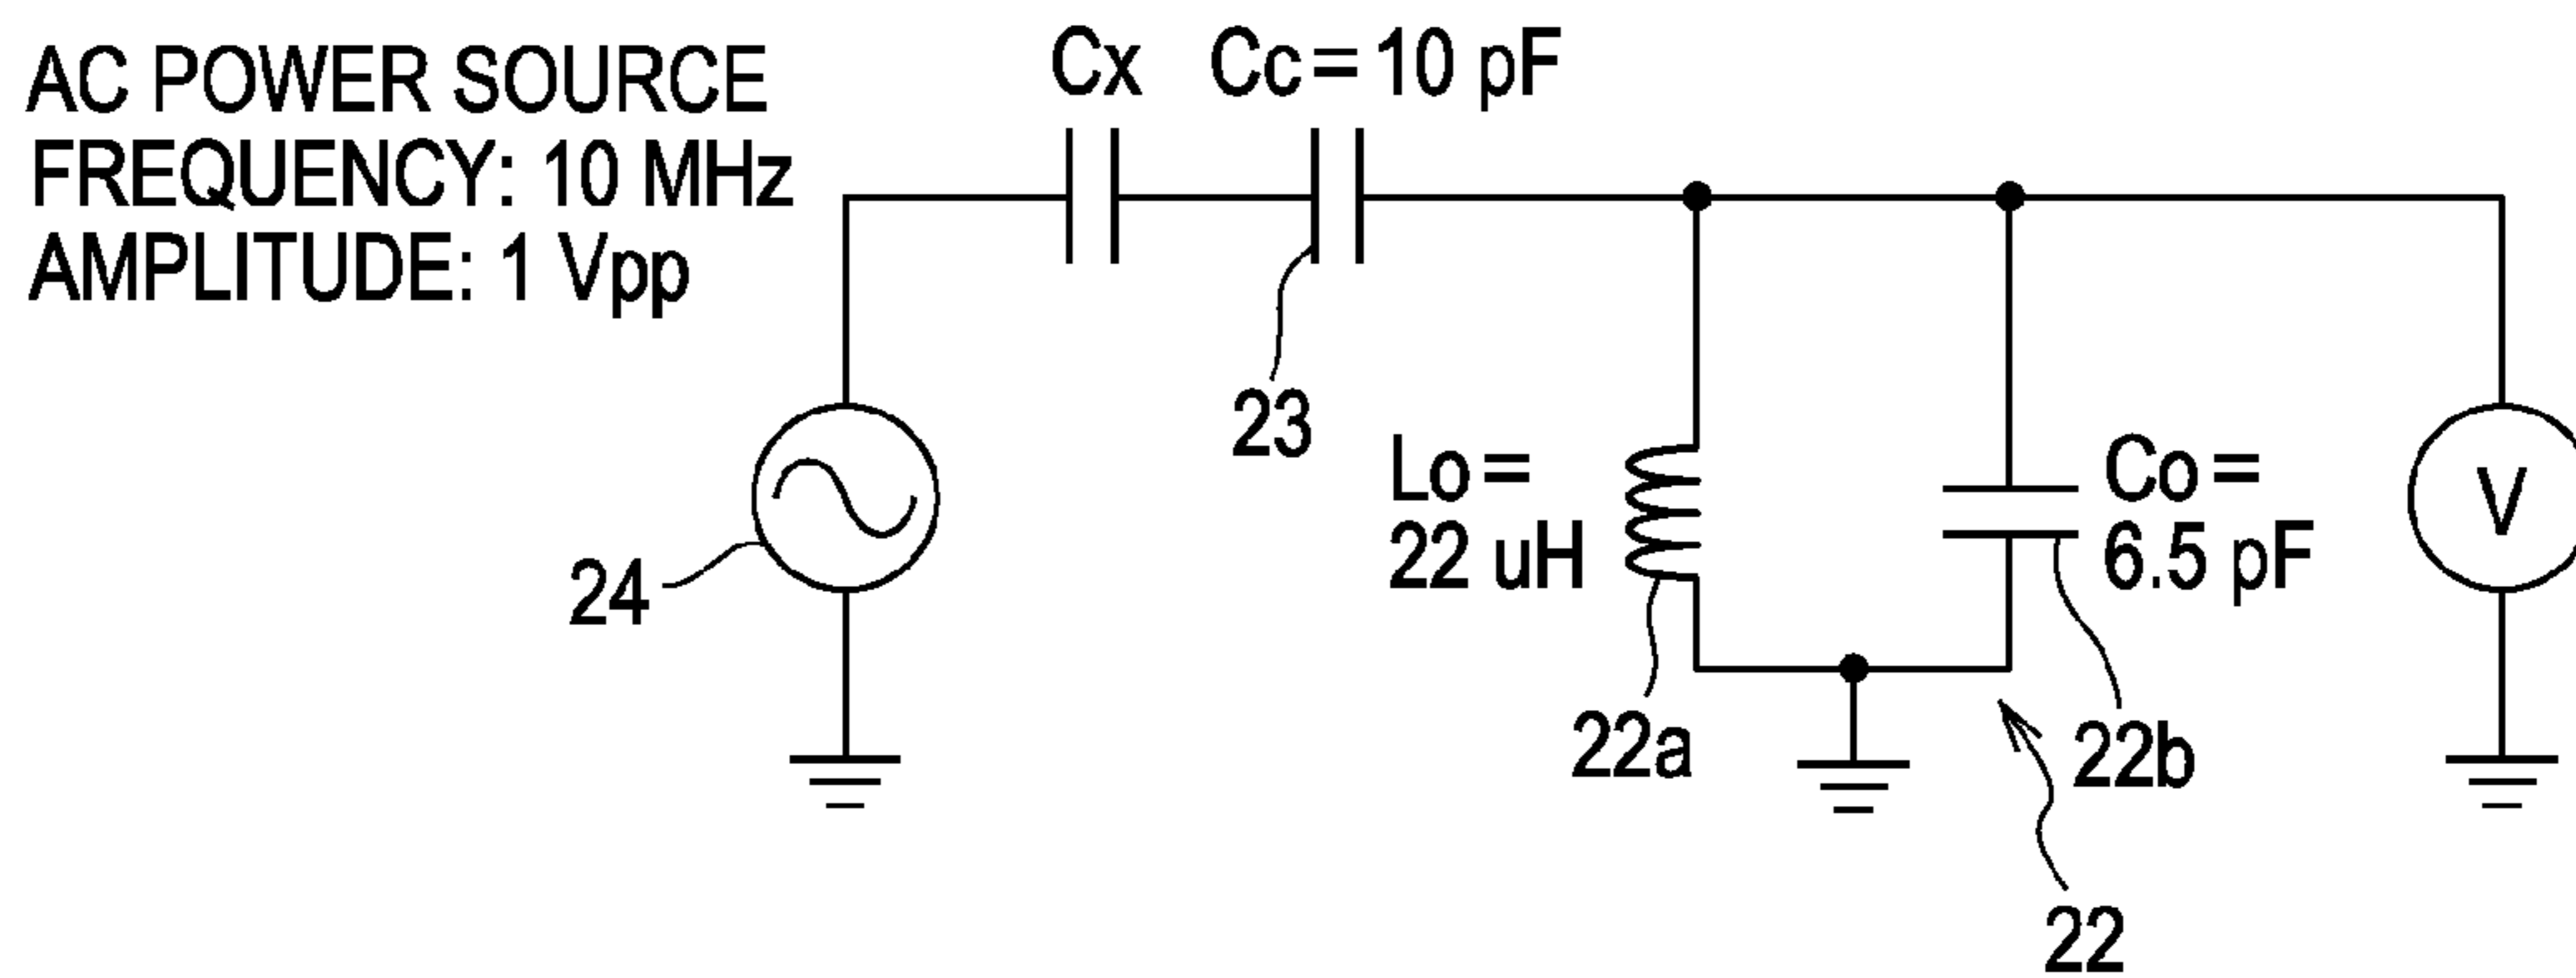 AC POWER SOURCE
FREQUENCY: 10 MHz
AMPLITUDE: 1 Vpp
Cx
Cc = 10 pF
23
24
Lo =
22 uH
22a
Co =
6.5 pF
22b
22
V